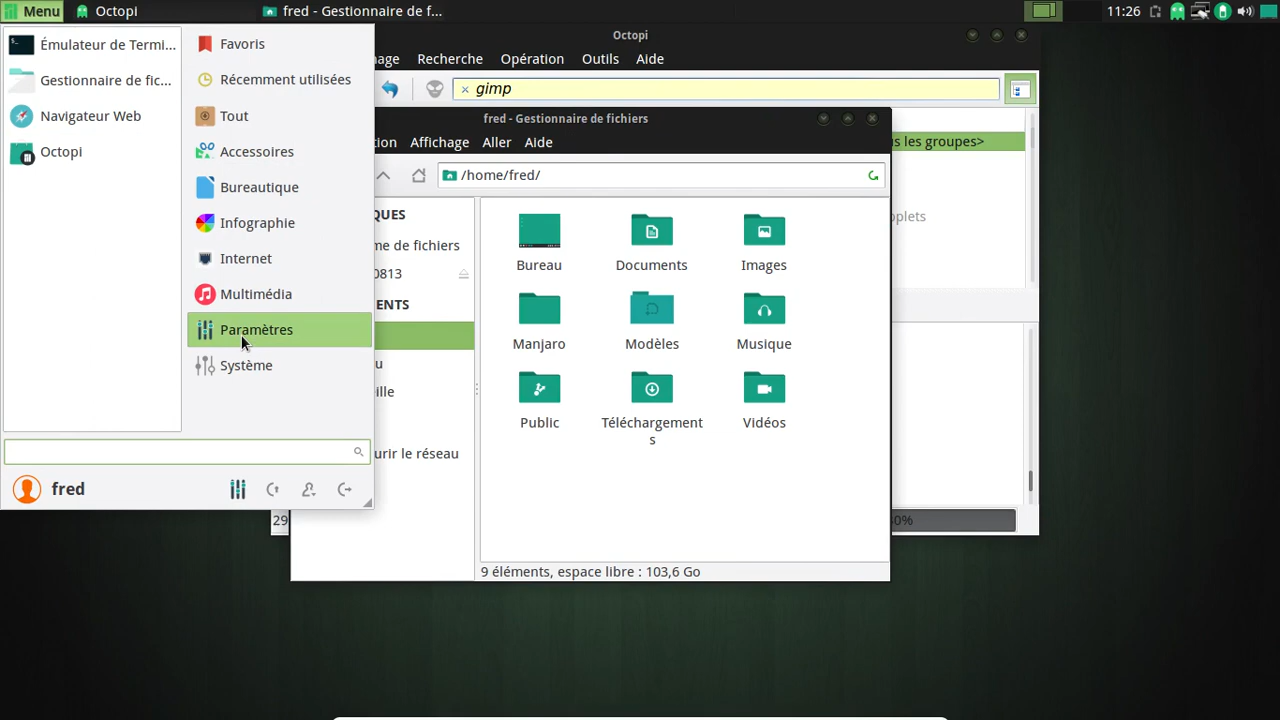 Menu
Octopi
fred - Gestionnaire de f...
11:26
Émulateur de Termi...
Gestionnaire de fic...
Navigateur Web
Octopi
Favoris
Récemment utilisées
Tout
Accessoires
Bureautique
Infographie
Internet
Multimédia
Paramètres
Système
fred
Octopi
age
Recherche
Opération
Outils
Aide
gimp
us les groupes>
plets
0%
29
fred - Gestionnaire de fichiers
tion
Affichage
Aller
Aide
/home/fred/
QUES
me de fichiers
0813
ENTS
u
ille
urir le réseau
Bureau
Documents
Images
Manjaro
Modèles
Musique
Public
Téléchargement
s
Vidéos
9 éléments, espace libre : 103,6 Go